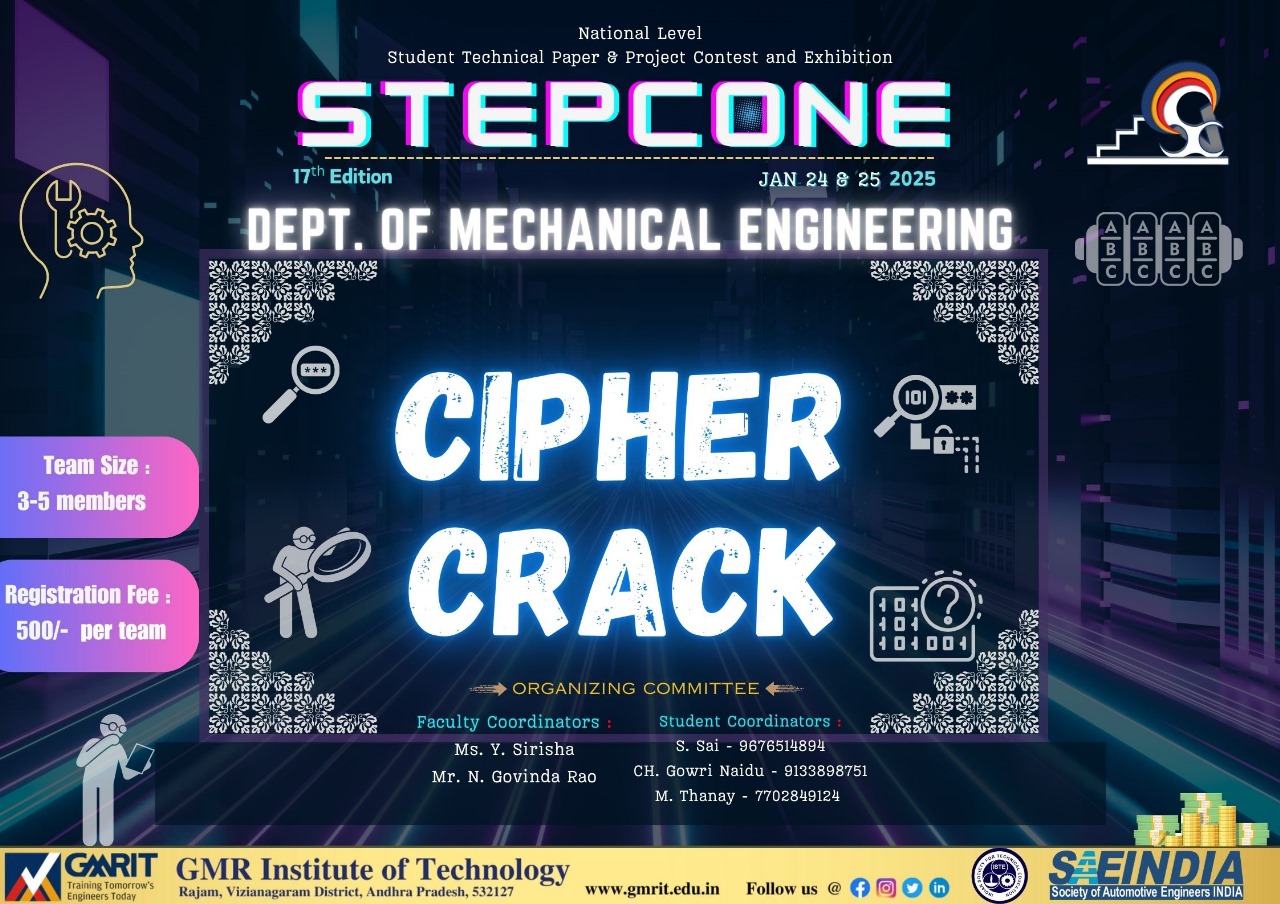 National Level
Student Technical Paper & Project Contest and Exhibition
STEPCONE
17th Edition
JAN 24 & 25 2025
DEPT. OF MECHANICAL ENGINEERING
A A A A
B B B B
C C C C
***
101 **
CIPHER
CRACK
Team Size :
3-5 members
Registration Fee :
500/- per team
?
ORGANIZING COMMITTEE
Faculty Coordinators :
Ms. Y. Sirisha
Mr. N. Govinda Rao
Student Coordinators :
S. Sai - 9676514894
CH. Gowri Naidu - 9133898751
M. Thanay - 7702849124
GMRIT
Training Tomorrow's
Engineers Today
GMR Institute of Technology
Rajam, Vizianagaram District, Andhra Pradesh, 532127
www.gmrit.edu.in
Follow us @
ISTE
SAEINDIA
Society of Automotive Engineers INDIA